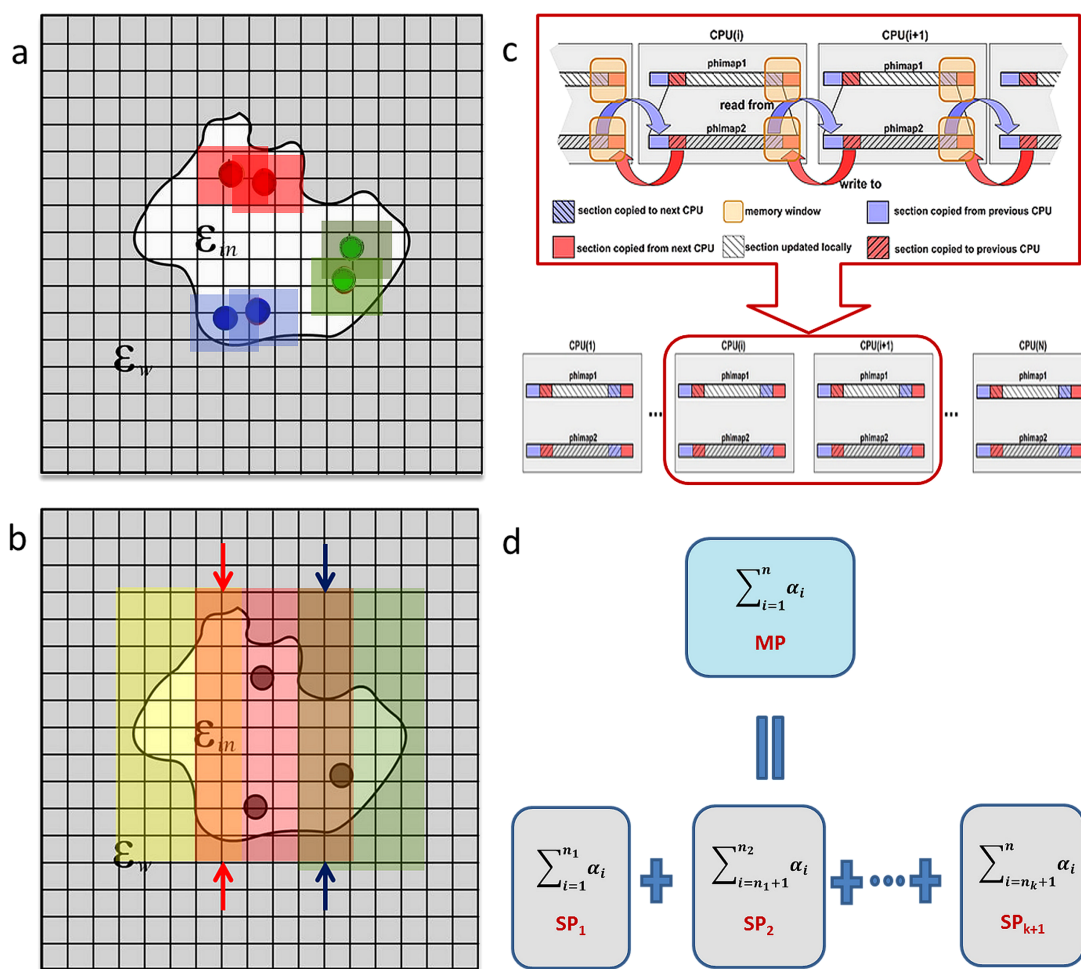 a
ε_in
ε_w
b
ε_in
ε_w
c
CPU(i)
CPU(i+1)
phimap1
phimap1
read from
phimap2
phimap2
write to
section copied to next CPU
memory window
section copied from previous CPU
section copied from next CPU
section updated locally
section copied to previous CPU
CPU(1)
CPU(i)
CPU(i+1)
CPU(N)
phimap1
phimap1
phimap1
phimap1
...
...
phimap2
phimap2
phimap2
phimap2
d
∑_{i=1}^{n} α_i
MP
∑_{i=1}^{n_1} α_i
SP_1
+
∑_{i=n_1+1}^{n_2} α_i
SP_2
+ ••• +
∑_{i=n_k+1}^{n} α_i
SP_{k+1}